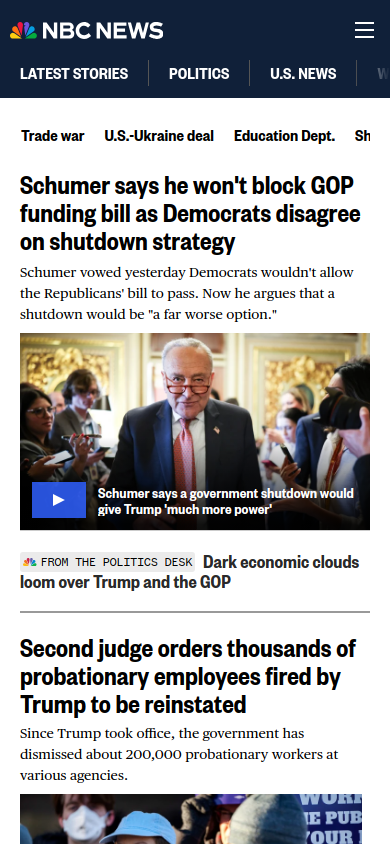 NBC NEWS
LATEST STORIES
POLITICS
U.S. NEWS
Trade war
U.S.-Ukraine deal
Education Dept.
Schumer says he won't block GOP
funding bill as Democrats disagree
on shutdown strategy
Schumer vowed yesterday Democrats wouldn't allow
the Republicans' bill to pass. Now he argues that a
shutdown would be "a far worse option."
Schumer says a government shutdown would
give Trump 'much more power'
FROM THE POLITICS DESK Dark economic clouds
loom over Trump and the GOP
Second judge orders thousands of
probationary employees fired by
Trump to be reinstated
Since Trump took office, the government has
dismissed about 200,000 probationary workers at
various agencies.